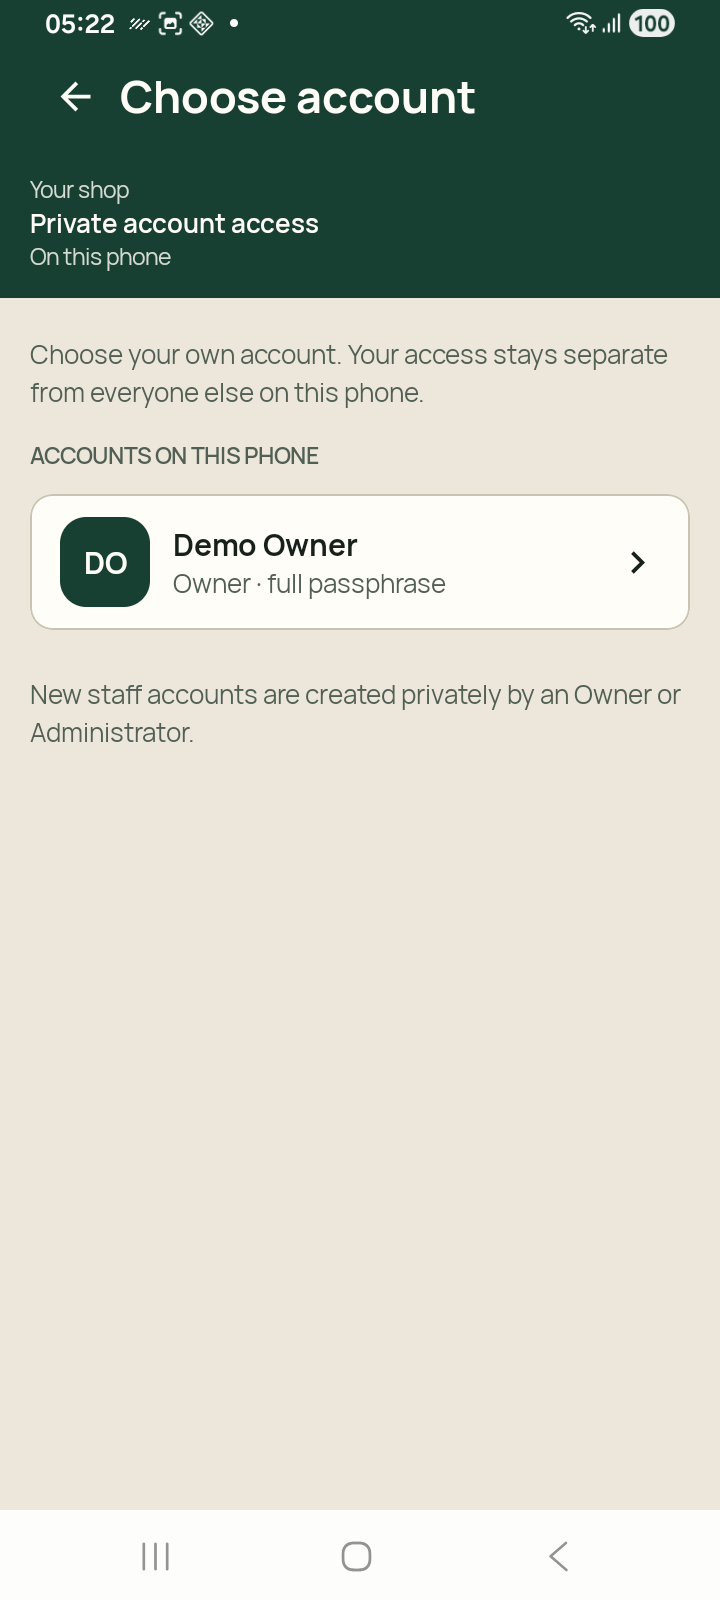 05:22
100
Choose account
Your shop
Private account access
On this phone
Choose your own account. Your access stays separate
from everyone else on this phone.
ACCOUNTS ON THIS PHONE
DO
Demo Owner
Owner · full passphrase
New staff accounts are created privately by an Owner or
Administrator.